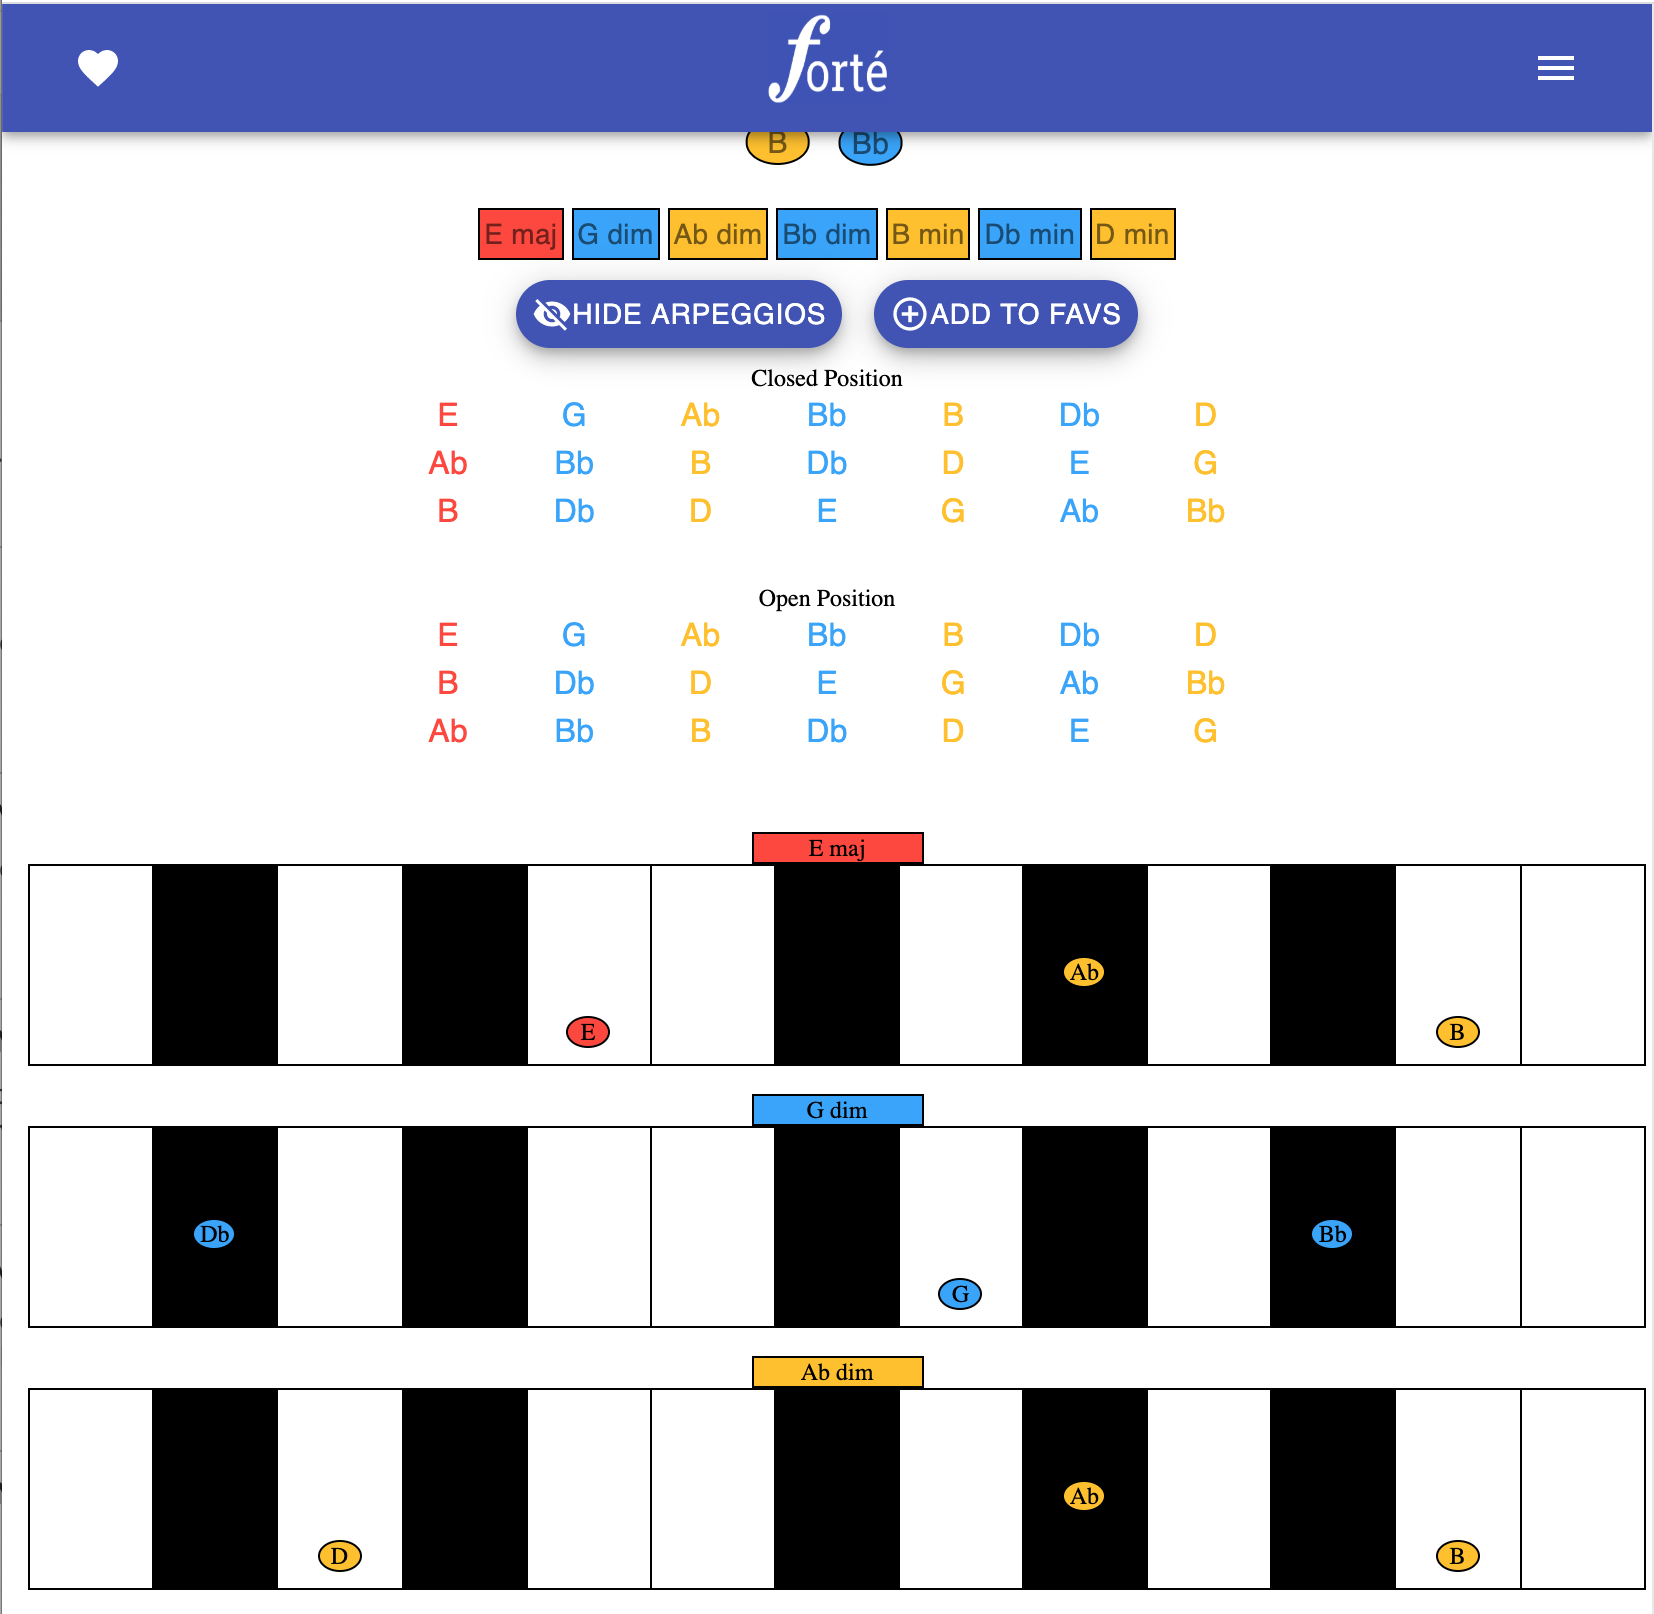 forté
B Bb
E maj G dim Ab dim Bb dim B min Db min D min
HIDE ARPEGGIOS ADD TO FAVS
Closed Position
E G Ab Bb B Db D
Ab Bb B Db D E G
B Db D E G Ab Bb
Open Position
E G Ab Bb B Db D
B Db D E G Ab Bb
Ab Bb B Db D E G
E maj
Ab
E B
G dim
Db Bb
G
Ab dim
Ab
D B